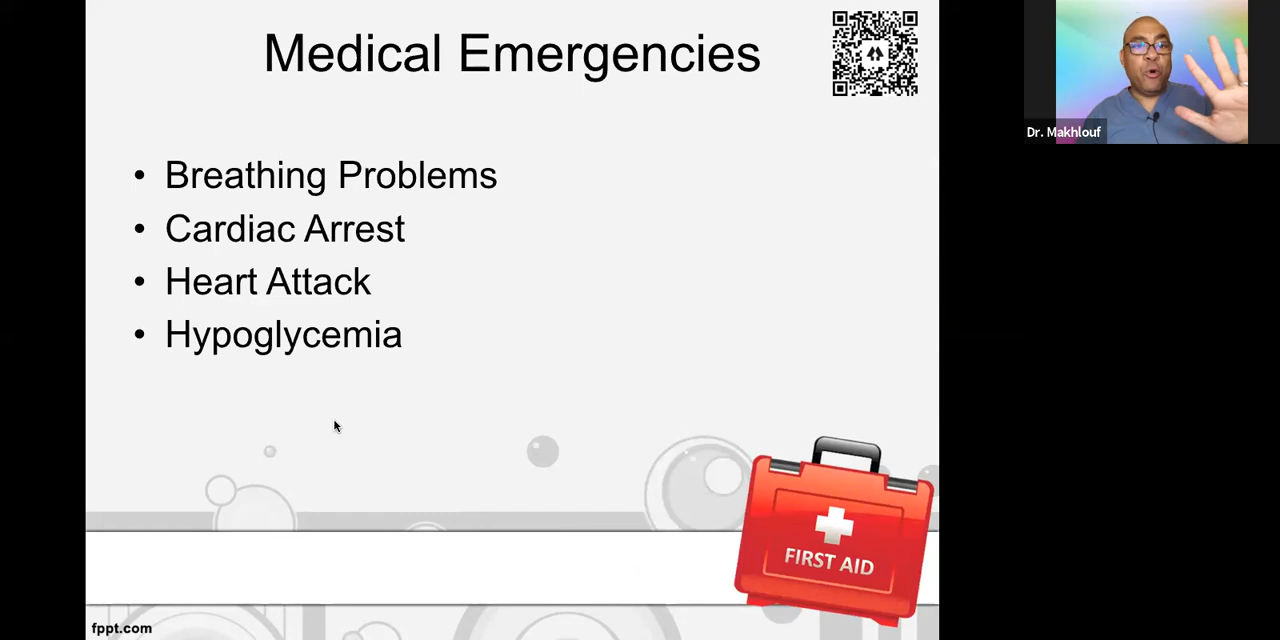 Medical Emergencies
Dr. Makhlouf
• Breathing Problems
• Cardiac Arrest
• Heart Attack
• Hypoglycemia
FIRST AID
fppt.com